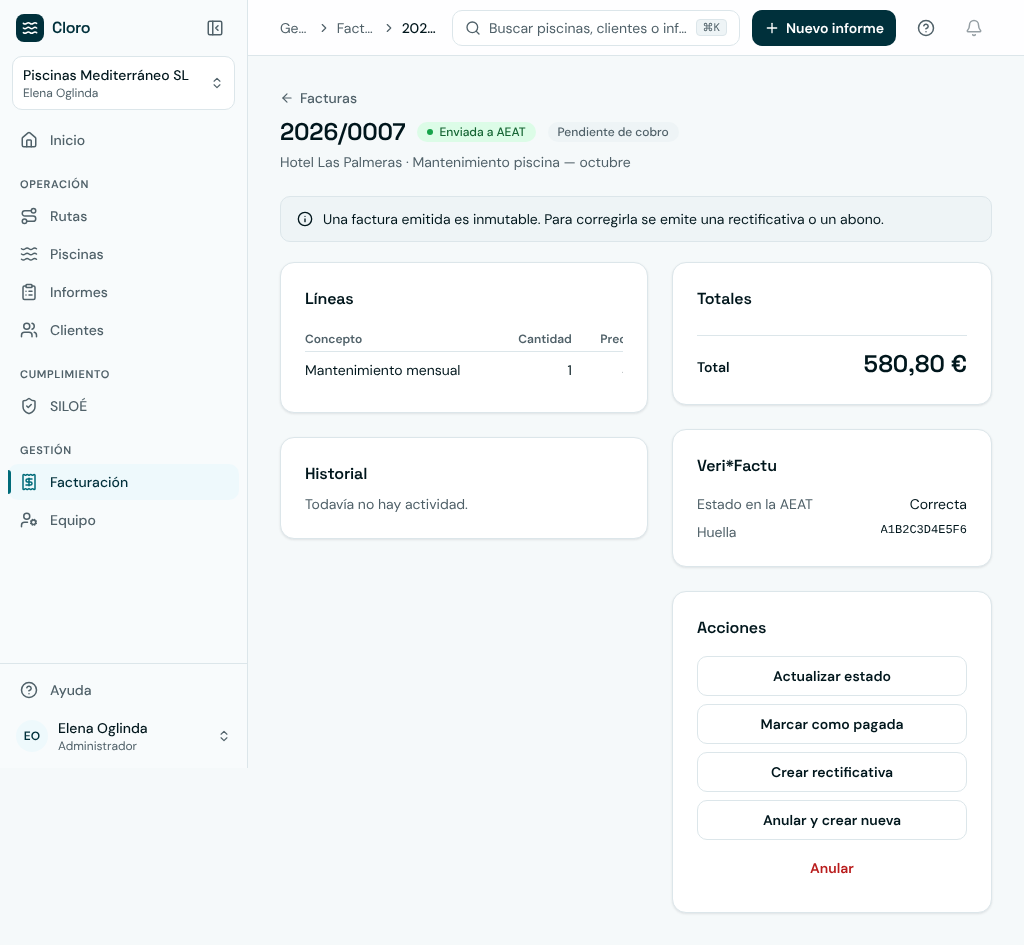 Cloro
Piscinas Mediterráneo SL
Elena Oglinda
Inicio
OPERACIÓN
Rutas
Piscinas
Informes
Clientes
CUMPLIMIENTO
SILOÉ
GESTIÓN
Facturación
Equipo
Ayuda
EO
Elena Oglinda
Administrador
Ge... > Fact... > 202...
Buscar piscinas, clientes o inf... ⌘K
+ Nuevo informe
← Facturas
2026/0007 Enviada a AEAT Pendiente de cobro
Hotel Las Palmeras · Mantenimiento piscina — octubre
Una factura emitida es inmutable. Para corregirla se emite una rectificativa o un abono.
Líneas
Concepto Cantidad
Mantenimiento mensual 1
Historial
Todavía no hay actividad.
Totales
Total 580,80 €
Veri*Factu
Estado en la AEAT Correcta
Huella A1B2C3D4E5F6
Acciones
Actualizar estado
Marcar como pagada
Crear rectificativa
Anular y crear nueva
Anular